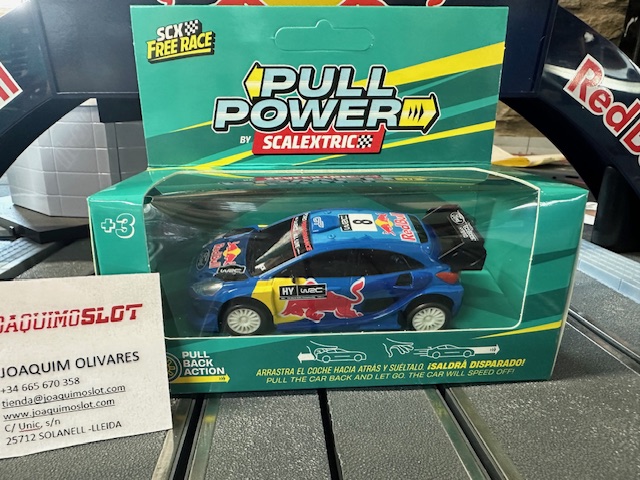 SCX
FREE RACE
PULL
POWER
BY SCALEXTRIC
+3
Red Bull
8
Red Bull
HY WRC
JOAQUIMOSLOT
JOAQUIM OLIVARES
+34 665 670 358
tienda@joaquimoslot.com
www.joaquimoslot.com
C/ Unic, s/n
25712 SOLANELL -LLEIDA
PULL
BACK
ACTION
ARRASTRA EL COCHE HACIA ATRÁS Y SUÉLTALO. ¡SALDRÁ DISPARADO!
PULL THE CAR BACK AND LET GO. THE CAR WILL SPEED OFF!